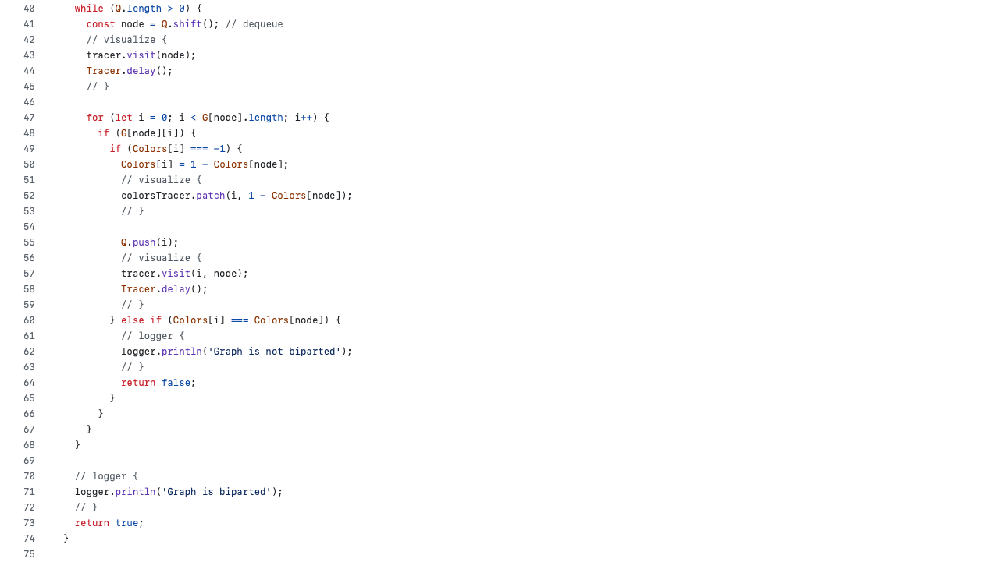 40 while (Q.length > 0) {
41 const node = Q.shift(); // dequeue
42 // visualize {
43 tracer.visit(node);
44 Tracer.delay();
45 // }
46
47 for (let i = 0; i < G[node].length; i++) {
48 if (G[node][i]) {
49 if (Colors[i] === -1) {
50 Colors[i] = 1 - Colors[node];
51 // visualize {
52 colorsTracer.patch(i, 1 - Colors[node]);
53 // }
54
55 Q.push(i);
56 // visualize {
57 tracer.visit(i, node);
58 Tracer.delay();
59 // }
60 } else if (Colors[i] === Colors[node]) {
61 // logger {
62 logger.println('Graph is not biparted');
63 // }
64 return false;
65 }
66 }
67 }
68 }
69
70 // logger {
71 logger.println('Graph is biparted');
72 // }
73 return true;
74 }
75